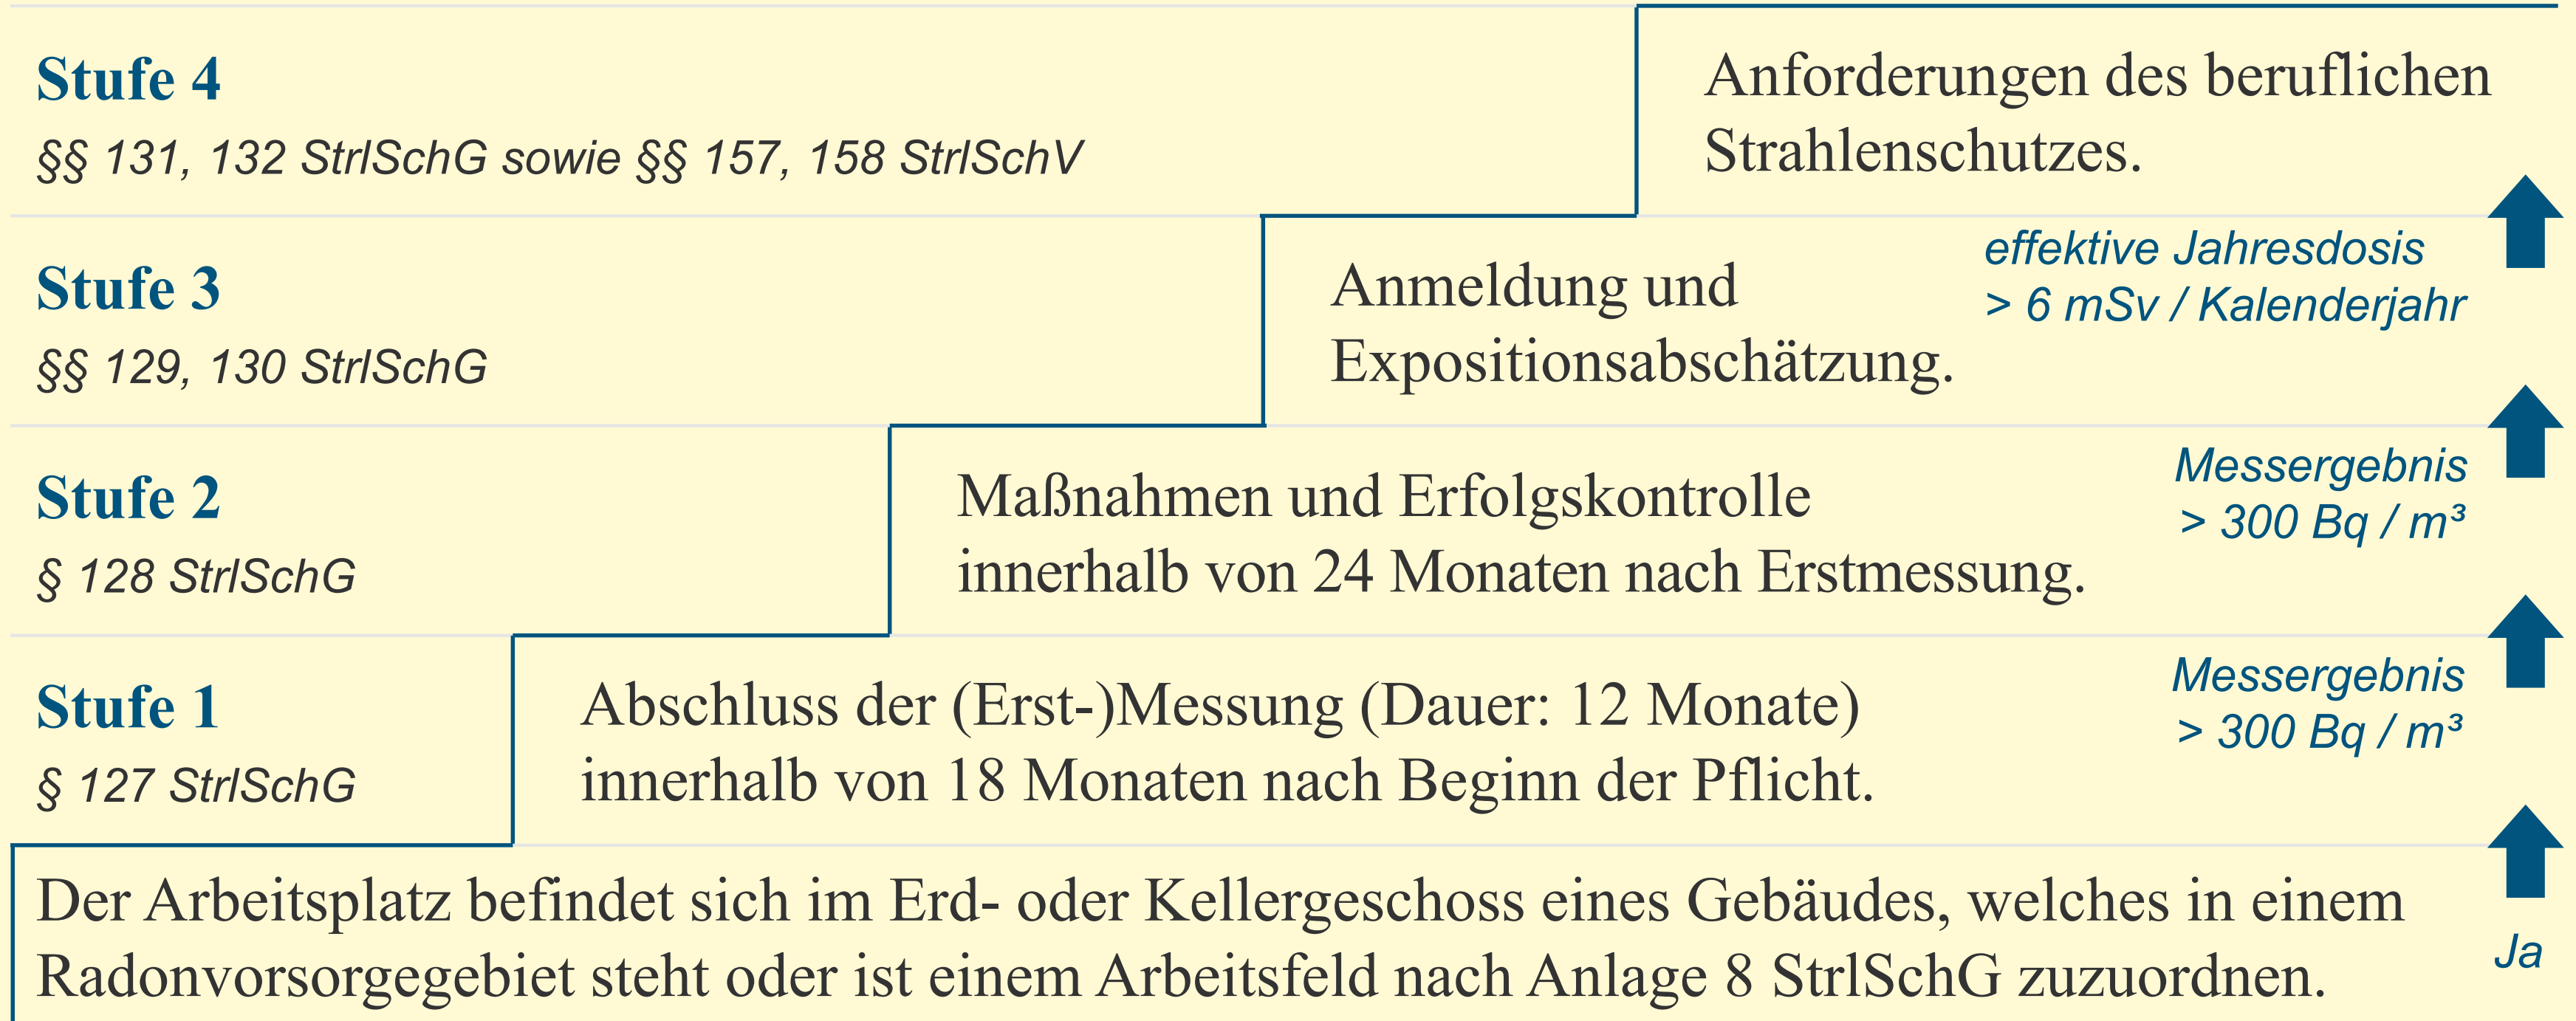 Stufe 4
§§ 131, 132 StrlSchG sowie §§ 157, 158 StrlSchV
Anforderungen des beruflichen
Strahlenschutzes.
Stufe 3
§§ 129, 130 StrlSchG
Anmeldung und
Expositionsabschätzung.
effektive Jahresdosis
> 6 mSv / Kalenderjahr
Stufe 2
§ 128 StrlSchG
Maßnahmen und Erfolgskontrolle
innerhalb von 24 Monaten nach Erstmessung.
Messergebnis
> 300 Bq / m³
Stufe 1
§ 127 StrlSchG
Abschluss der (Erst-)Messung (Dauer: 12 Monate)
innerhalb von 18 Monaten nach Beginn der Pflicht.
Messergebnis
> 300 Bq / m³
Der Arbeitsplatz befindet sich im Erd- oder Kellergeschoss eines Gebäudes, welches in einem
Radonvorsorgegebiet steht oder ist einem Arbeitsfeld nach Anlage 8 StrlSchG zuzuordnen.
Ja